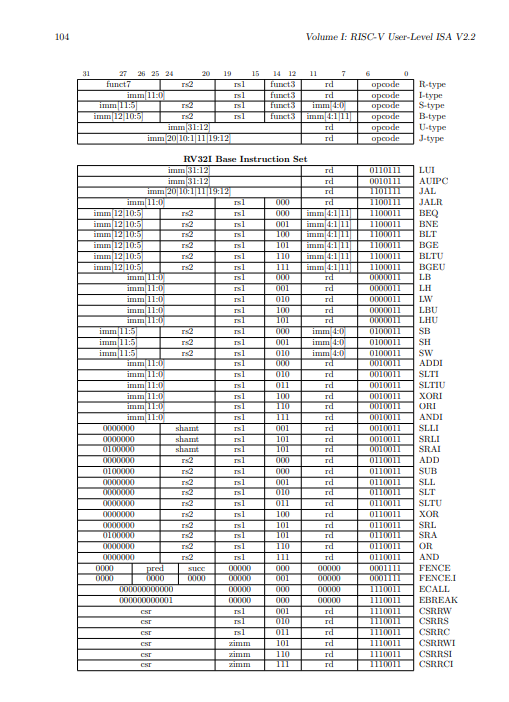 104 Volume I: RISC-V User-Level ISA V2.2
31 27 26 25 24 20 19 15 14 12 11 7 6 0
funct7 rs2 rs1 funct3 rd opcode R-type
imm[11:0] rs1 funct3 rd opcode I-type
imm[11:5] rs2 rs1 funct3 imm[4:0] opcode S-type
imm[12|10:5] rs2 rs1 funct3 imm[4:1|11] opcode B-type
imm[31:12] rd opcode U-type
imm[20|10:1|11|19:12] rd opcode J-type
RV32I Base Instruction Set
imm[31:12] rd 0110111 LUI
imm[31:12] rd 0010111 AUIPC
imm[20|10:1|11|19:12] rd 1101111 JAL
imm[11:0] rs1 000 rd 1100111 JALR
imm[12|10:5] rs2 rs1 000 imm[4:1|11] 1100011 BEQ
imm[12|10:5] rs2 rs1 001 imm[4:1|11] 1100011 BNE
imm[12|10:5] rs2 rs1 100 imm[4:1|11] 1100011 BLT
imm[12|10:5] rs2 rs1 101 imm[4:1|11] 1100011 BGE
imm[12|10:5] rs2 rs1 110 imm[4:1|11] 1100011 BLTU
imm[12|10:5] rs2 rs1 111 imm[4:1|11] 1100011 BGEU
imm[11:0] rs1 000 rd 0000011 LB
imm[11:0] rs1 001 rd 0000011 LH
imm[11:0] rs1 010 rd 0000011 LW
imm[11:0] rs1 100 rd 0000011 LBU
imm[11:0] rs1 101 rd 0000011 LHU
imm[11:5] rs2 rs1 000 imm[4:0] 0100011 SB
imm[11:5] rs2 rs1 001 imm[4:0] 0100011 SH
imm[11:5] rs2 rs1 010 imm[4:0] 0100011 SW
imm[11:0] rs1 000 rd 0010011 ADDI
imm[11:0] rs1 010 rd 0010011 SLTI
imm[11:0] rs1 011 rd 0010011 SLTIU
imm[11:0] rs1 100 rd 0010011 XORI
imm[11:0] rs1 110 rd 0010011 ORI
imm[11:0] rs1 111 rd 0010011 ANDI
0000000 shamt rs1 001 rd 0010011 SLLI
0000000 shamt rs1 101 rd 0010011 SRLI
0100000 shamt rs1 101 rd 0010011 SRAI
0000000 rs2 rs1 000 rd 0110011 ADD
0100000 rs2 rs1 000 rd 0110011 SUB
0000000 rs2 rs1 001 rd 0110011 SLL
0000000 rs2 rs1 010 rd 0110011 SLT
0000000 rs2 rs1 011 rd 0110011 SLTU
0000000 rs2 rs1 100 rd 0110011 XOR
0000000 rs2 rs1 101 rd 0110011 SRL
0100000 rs2 rs1 101 rd 0110011 SRA
0000000 rs2 rs1 110 rd 0110011 OR
0000000 rs2 rs1 111 rd 0110011 AND
0000 pred succ 00000 000 00000 0001111 FENCE
0000 0000 0000 00000 001 00000 0001111 FENCE.I
000000000000 00000 000 00000 1110011 ECALL
000000000001 00000 000 00000 1110011 EBREAK
csr rs1 001 rd 1110011 CSRRW
csr rs1 010 rd 1110011 CSRRS
csr rs1 011 rd 1110011 CSRRC
csr zimm 101 rd 1110011 CSRRWI
csr zimm 110 rd 1110011 CSRRSI
csr zimm 111 rd 1110011 CSRRCI